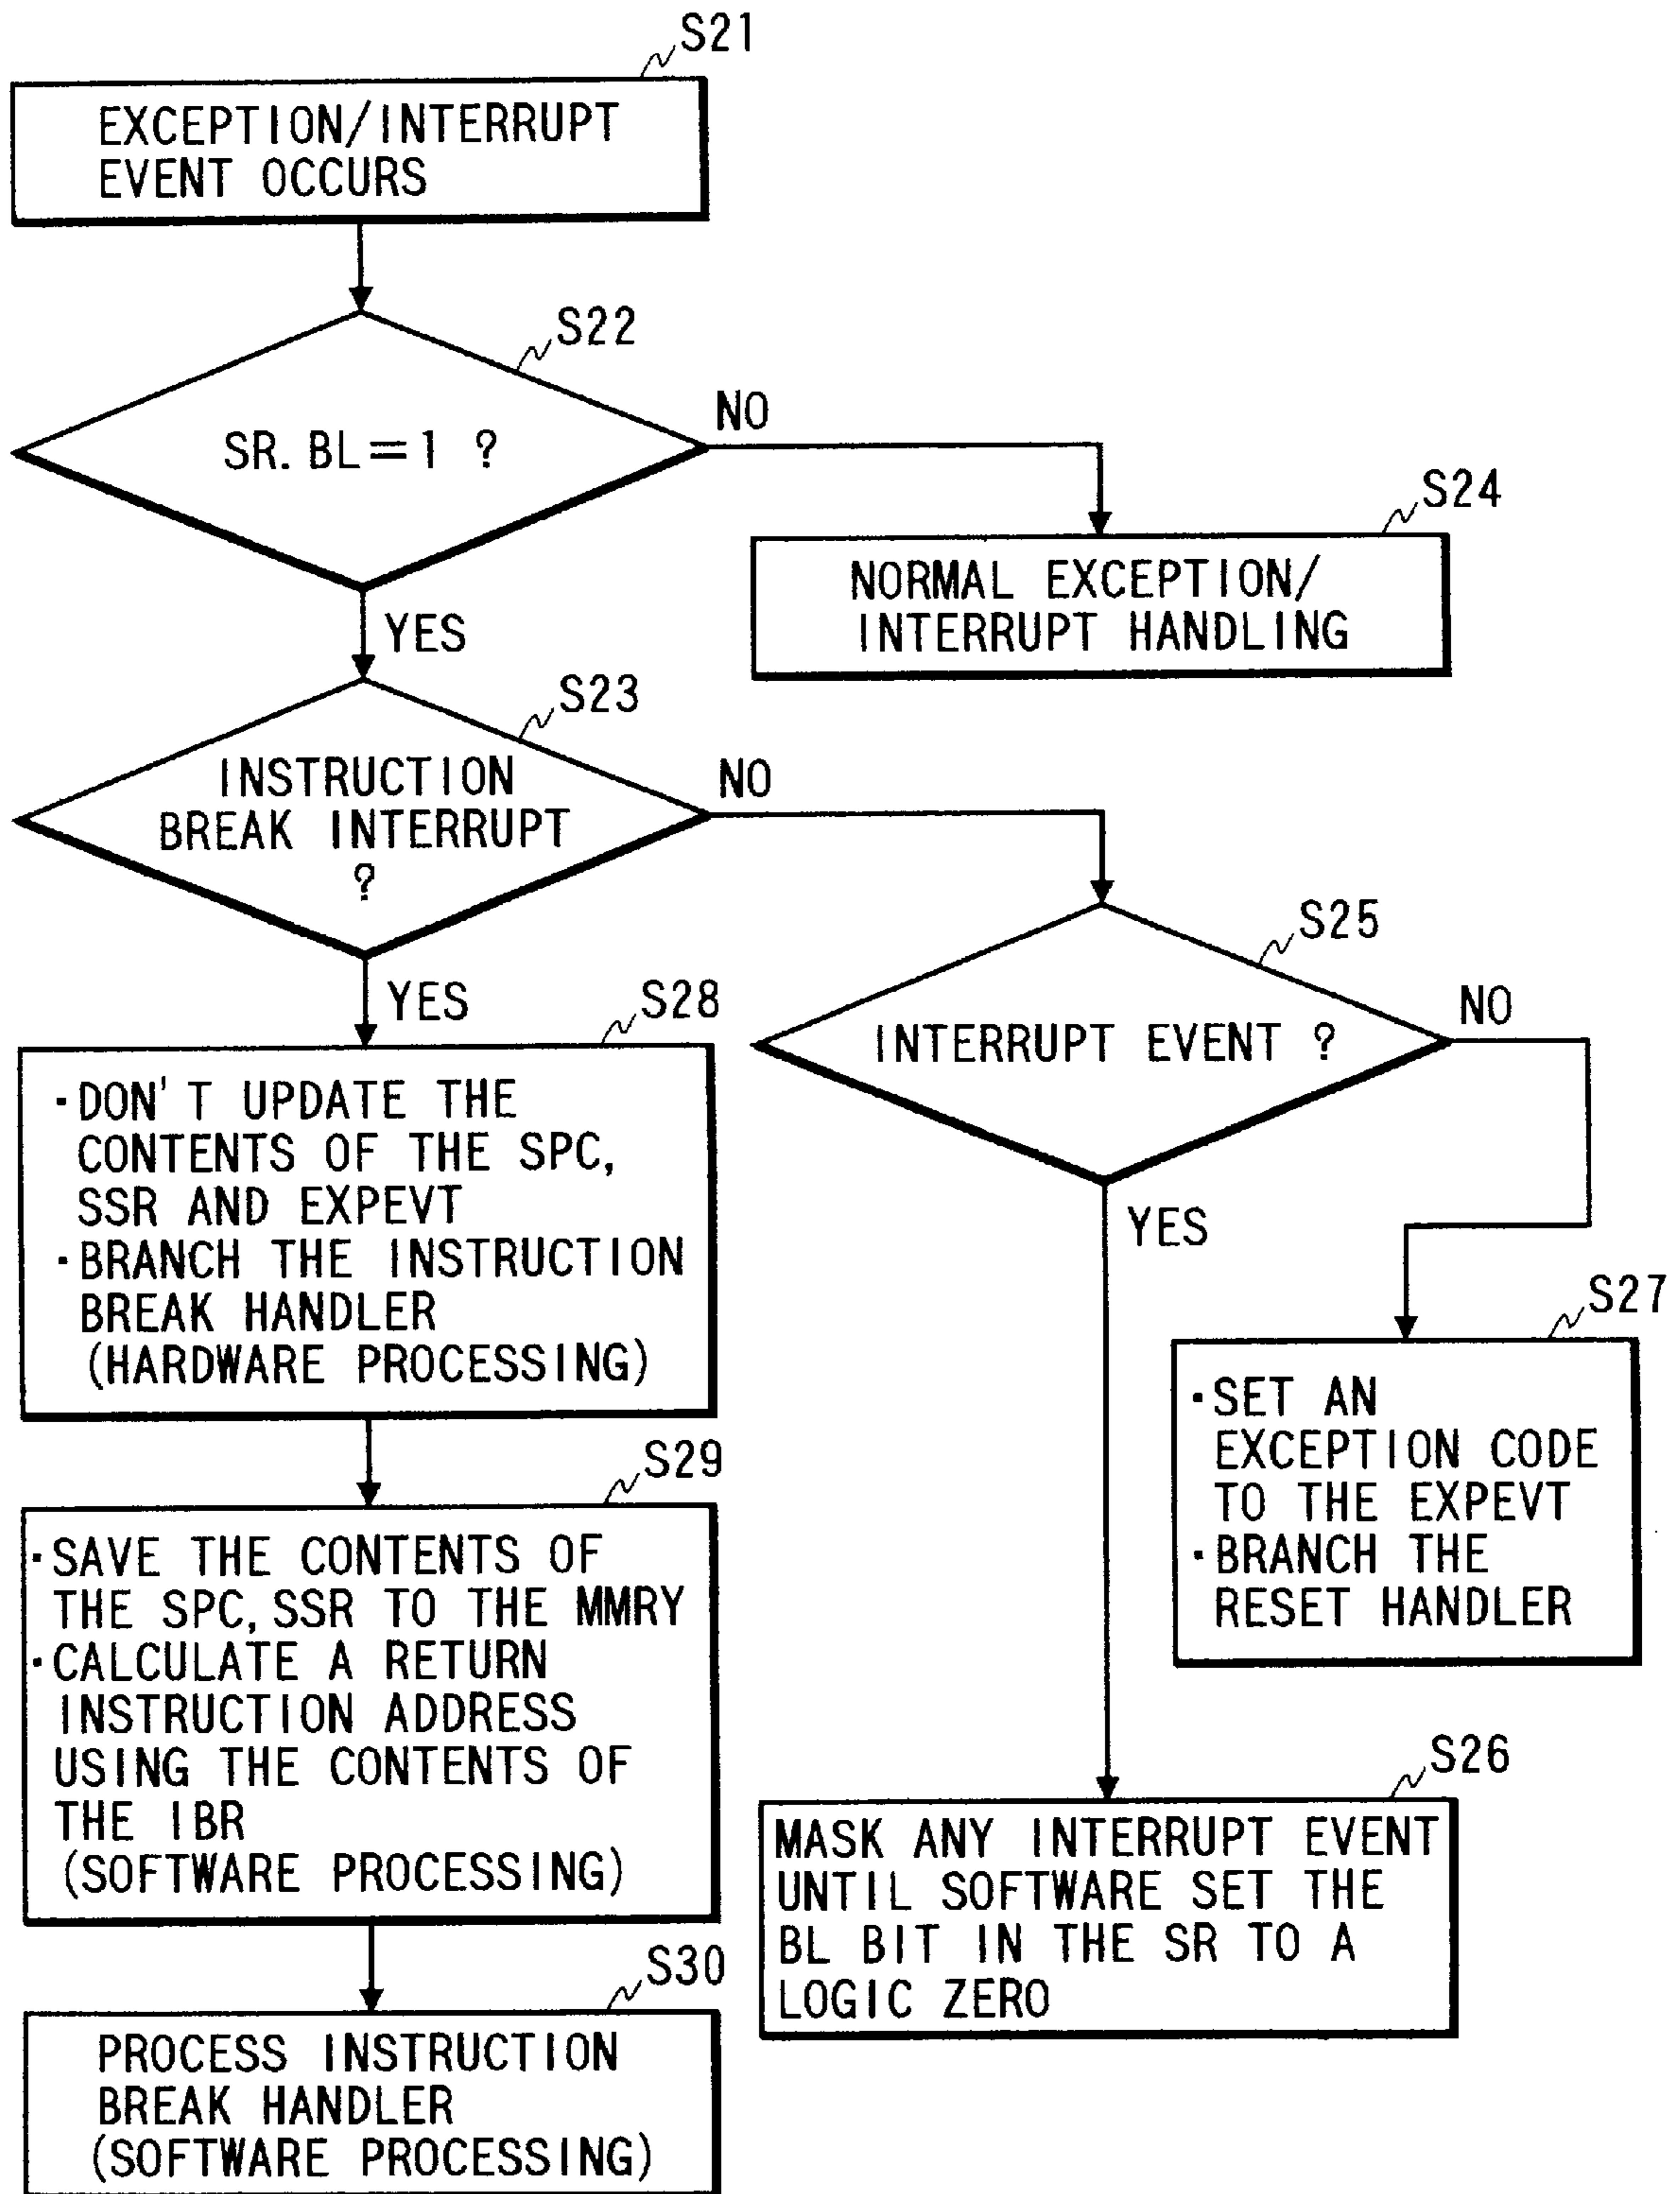 S21
EXCEPTION/INTERRUPT
EVENT OCCURS
S22
SR. BL=1 ?
NO
YES
S24
NORMAL EXCEPTION/
INTERRUPT HANDLING
S23
INSTRUCTION
BREAK INTERRUPT
?
NO
YES
S25
INTERRUPT EVENT ?
NO
YES
S28
·DON'T UPDATE THE
CONTENTS OF THE SPC,
SSR AND EXPEVT
·BRANCH THE INSTRUCTION
BREAK HANDLER
(HARDWARE PROCESSING)
S27
·SET AN
EXCEPTION CODE
TO THE EXPEVT
·BRANCH THE
RESET HANDLER
S29
·SAVE THE CONTENTS OF
THE SPC, SSR TO THE MMRY
·CALCULATE A RETURN
INSTRUCTION ADDRESS
USING THE CONTENTS OF
THE IBR
(SOFTWARE PROCESSING)
S26
MASK ANY INTERRUPT EVENT
UNTIL SOFTWARE SET THE
BL BIT IN THE SR TO A
LOGIC ZERO
S30
PROCESS INSTRUCTION
BREAK HANDLER
(SOFTWARE PROCESSING)